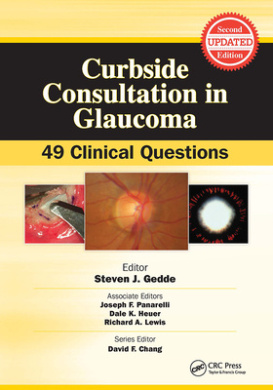 Second
UPDATED
Edition
Curbside
Consultation in
Glaucoma
49 Clinical Questions
Editor
Steven J. Gedde
Associate Editors
Joseph F. Panarelli
Dale K. Heuer
Richard A. Lewis
Series Editor
David F. Chang
CRC Press
Taylor & Francis Group